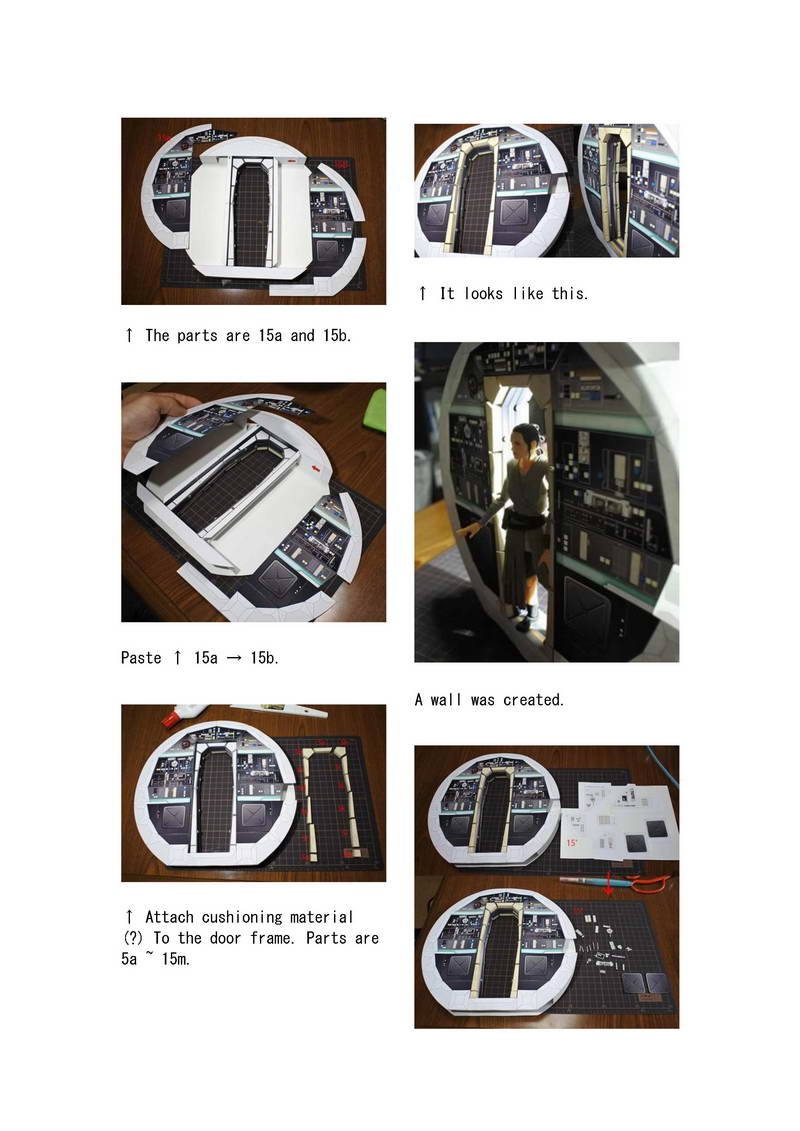 ↑ The parts are 15a and 15b.
Paste ↑ 15a → 15b.
↑ Attach cushioning material
(?) To the door frame. Parts are
5a ~ 15m.
↑ It looks like this.
A wall was created.
15'